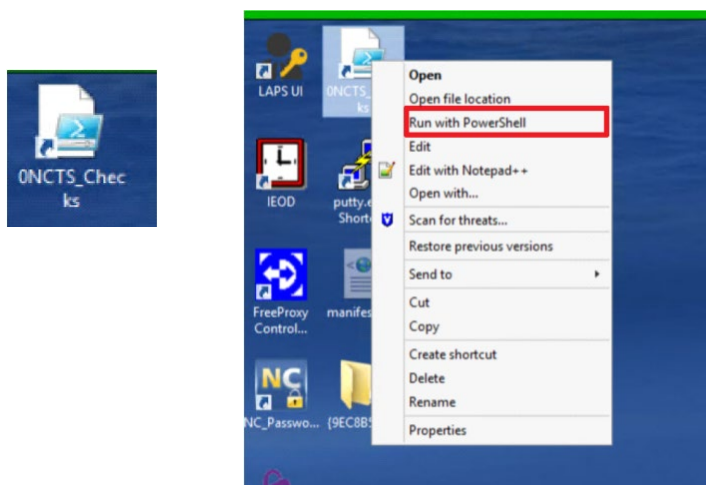 0NCTS_Chec
ks
LAPS UI
0NCTS_
ks
Open
Open file location
Run with PowerShell
Edit
Edit with Notepad++
Open with...
Scan for threats...
Restore previous versions
Send to
Cut
Copy
Create shortcut
Delete
Rename
Properties
IEOD
putty.e
Short
FreeProxy
Control...
manifes
NC
NC_Passwo...
{9EC8B5